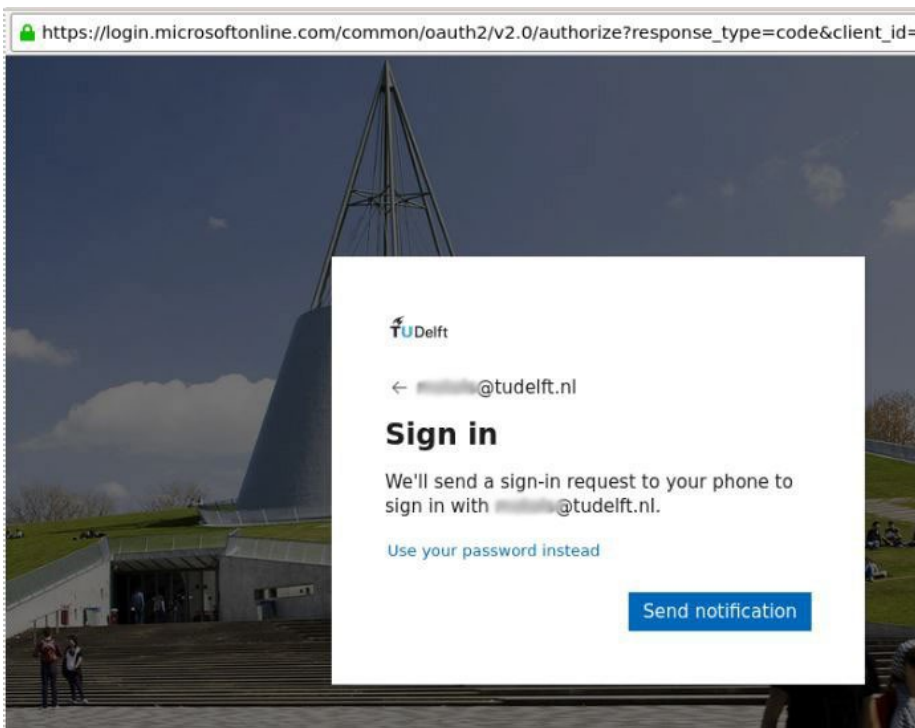 https://login.microsoftonline.com/common/oauth2/v2.0/authorize?response_type=code&client_id=
TUDelft
← @tudelft.nl
Sign in
We'll send a sign-in request to your phone to
sign in with @tudelft.nl.
Use your password instead
Send notification